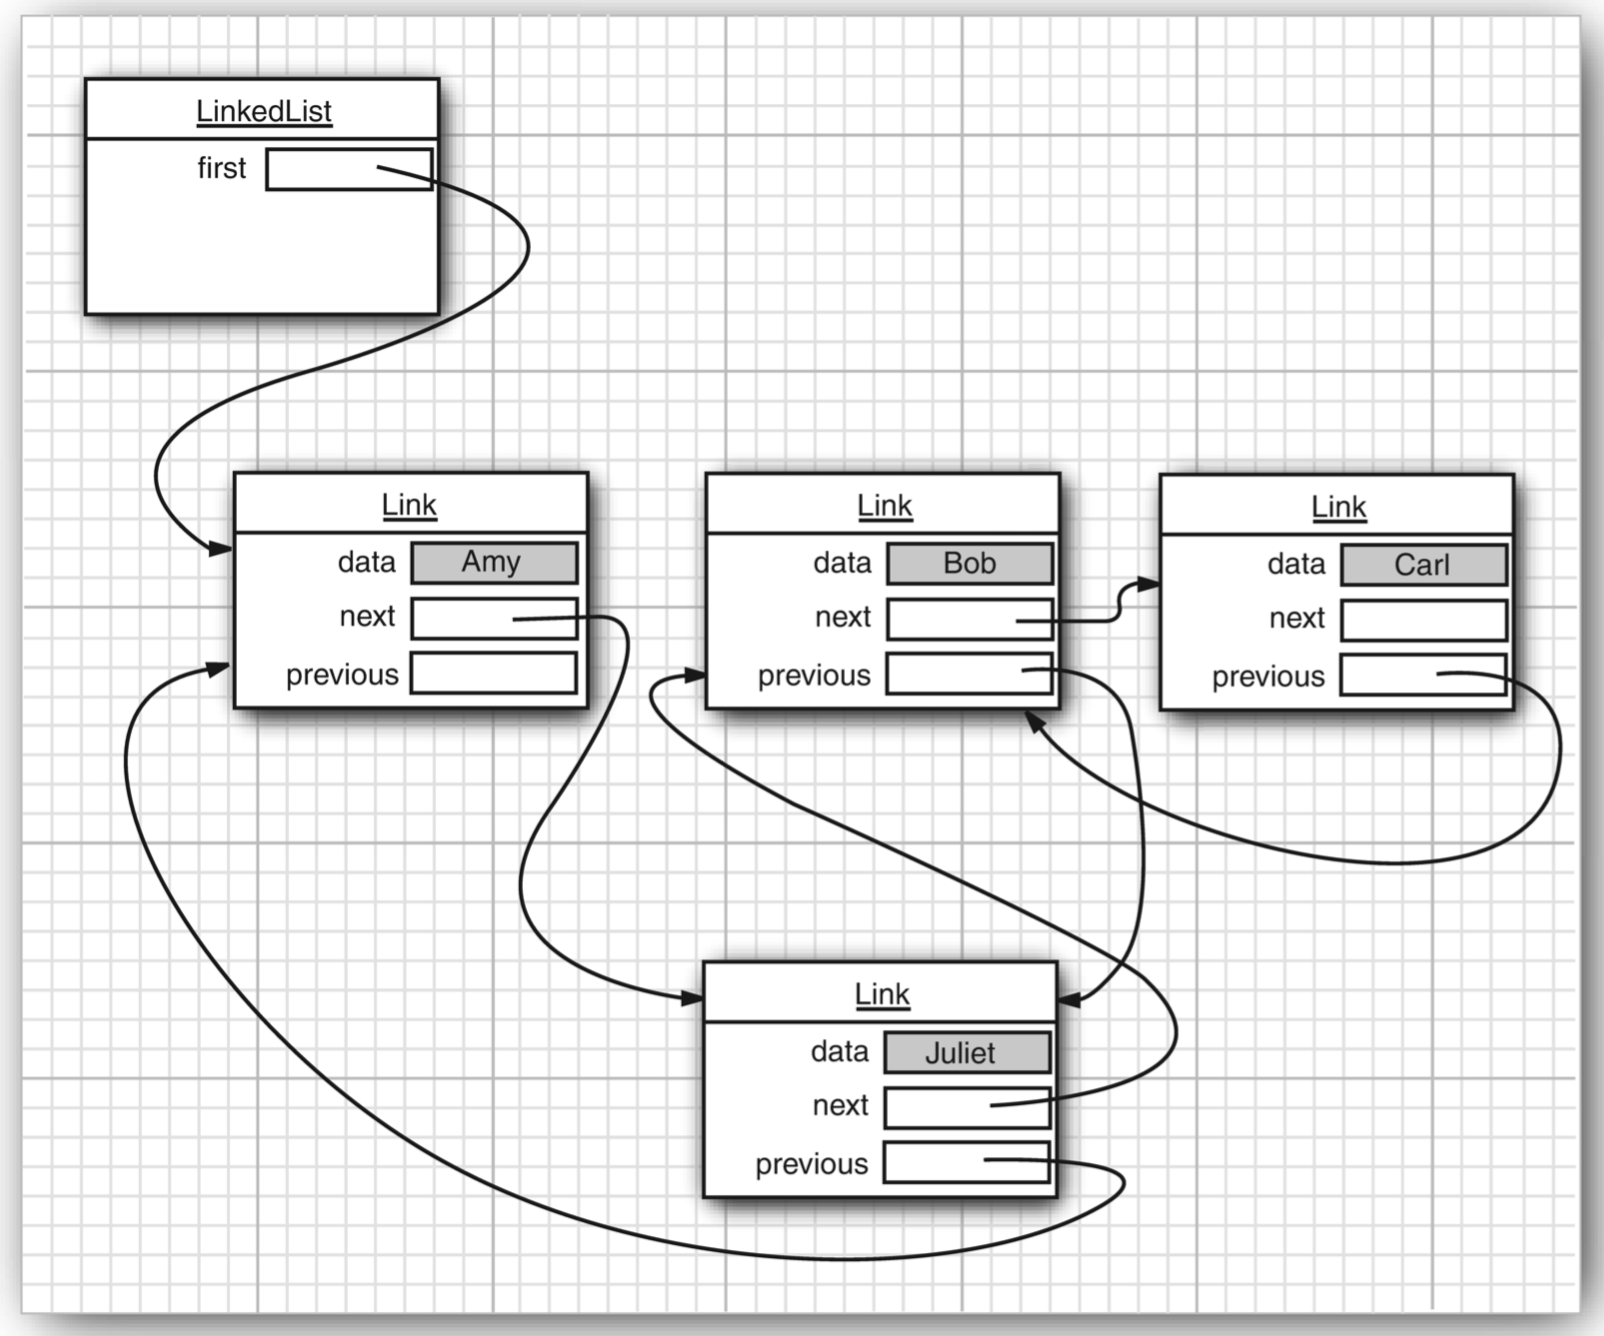 LinkedList
first
Link
data Amy
next
previous
Link
data Bob
next
previous
Link
data Carl
next
previous
Link
data Juliet
next
previous